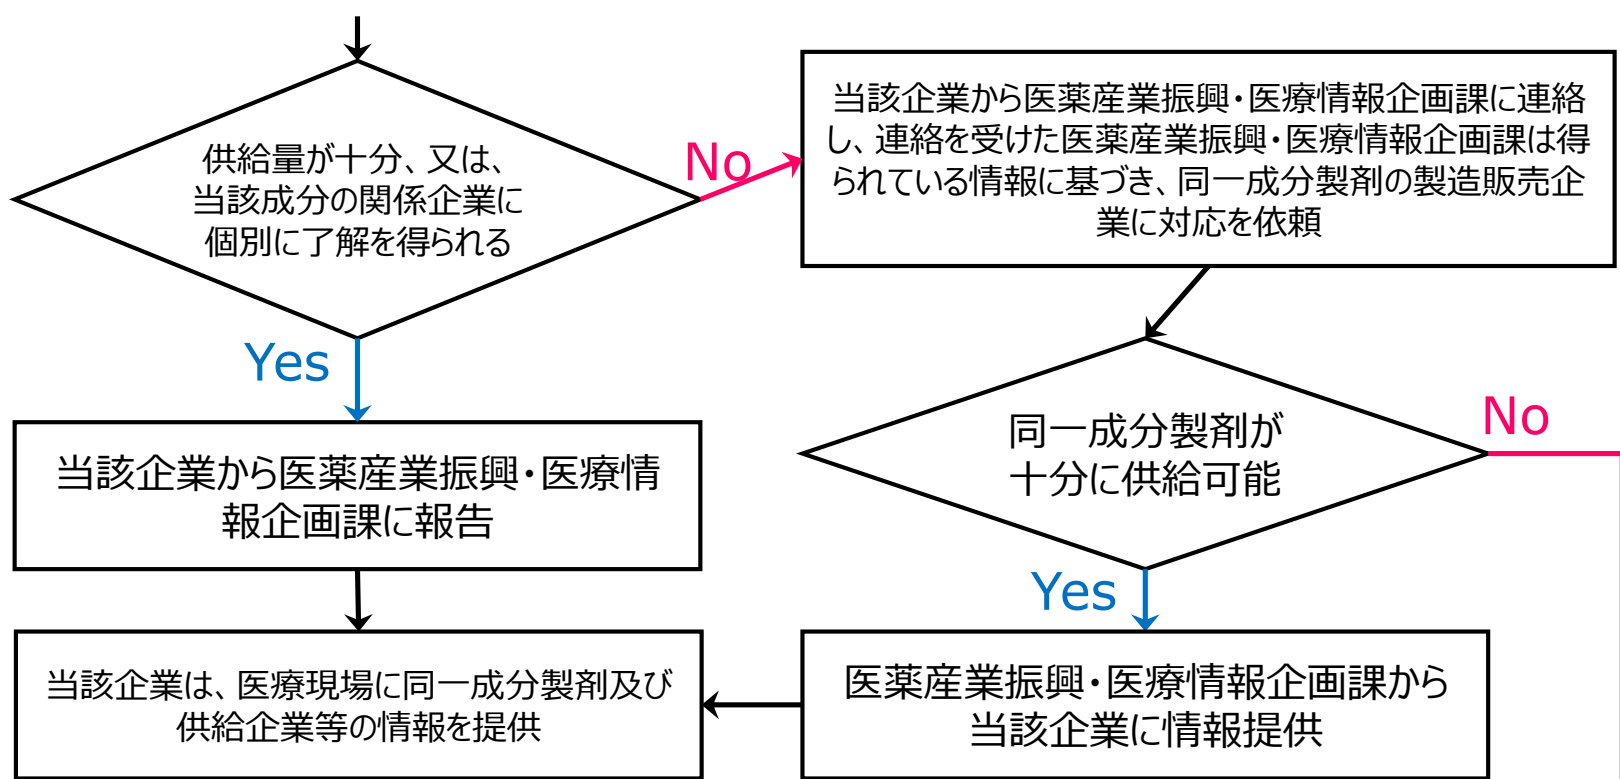 供給量が十分、又は、
当該成分の関係企業に
個別に了解を得られる
No
当該企業から医薬産業振興・医療情報企画課に連絡
し、連絡を受けた医薬産業振興・医療情報企画課は得
られている情報に基づき、同一成分製剤の製造販売企
業に対応を依頼
Yes
当該企業から医薬産業振興・医療情
報企画課に報告
同一成分製剤が
十分に供給可能
No
Yes
当該企業は、医療現場に同一成分製剤及び
供給企業等の情報を提供
医薬産業振興・医療情報企画課から
当該企業に情報提供